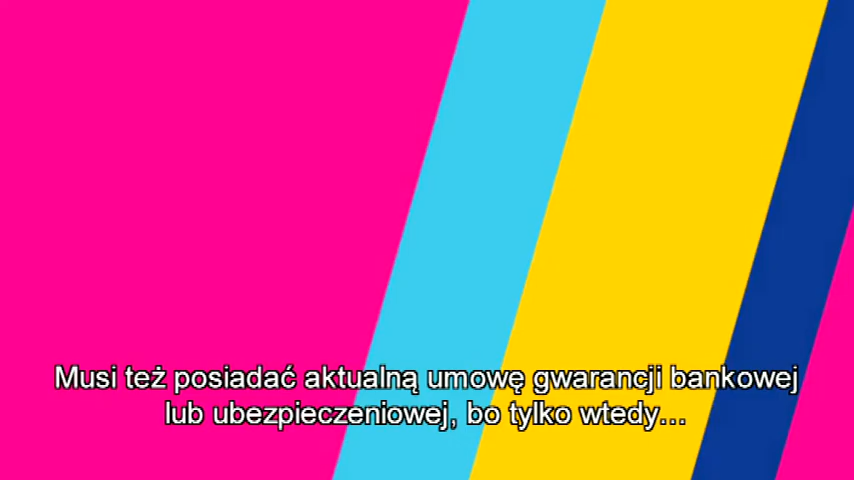 Musi też posiadać aktualną umowę gwarancji bankowej
lub ubezpieczeniowej, bo tylko wtedy...